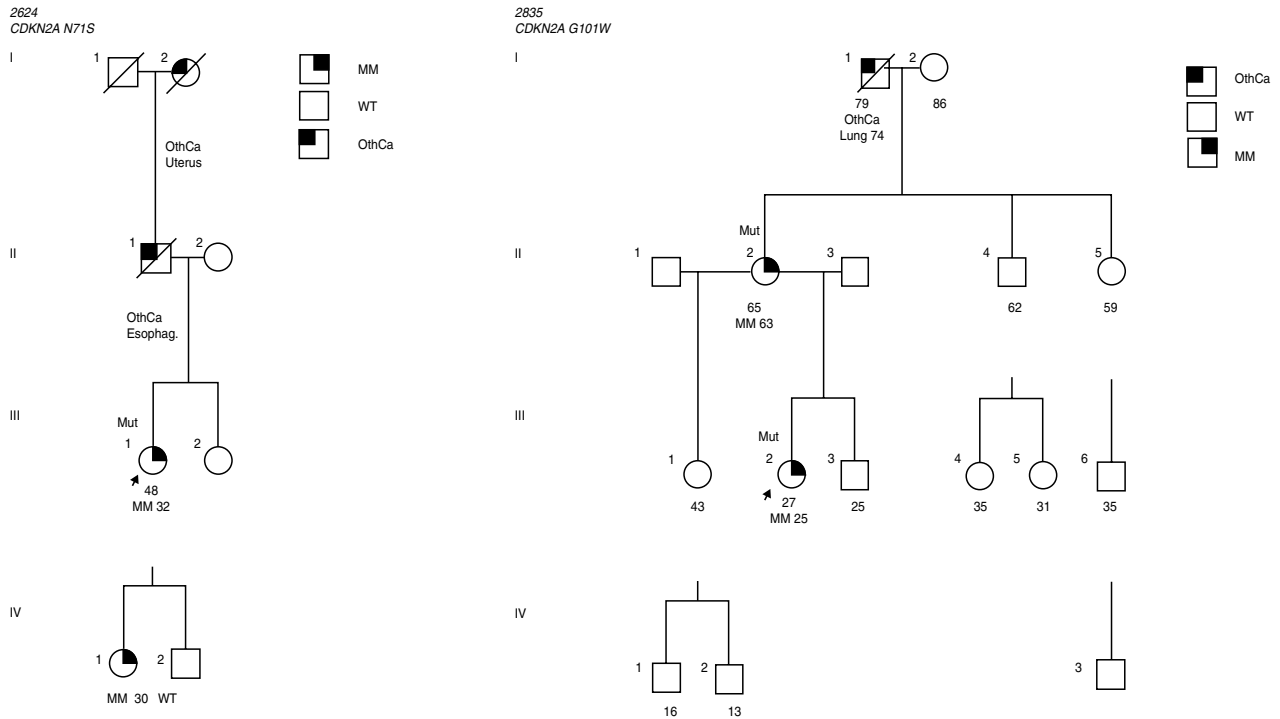 2624
CDKN2A N71S
I
1
2
MM
WT
OthCa
OthCa
Uterus
II
1
2
OthCa
Esophag.
III
Mut
1
2
48
MM 32
IV
1
2
MM 30 WT
2835
CDKN2A G101W
I
1
2
79
OthCa
Lung 74
86
OthCa
WT
MM
II
1
Mut
2
3
4
5
65
MM 63
62
59
III
1
Mut
2
3
4
5
6
43
27
MM 25
25
35
31
35
IV
1
2
3
16
13